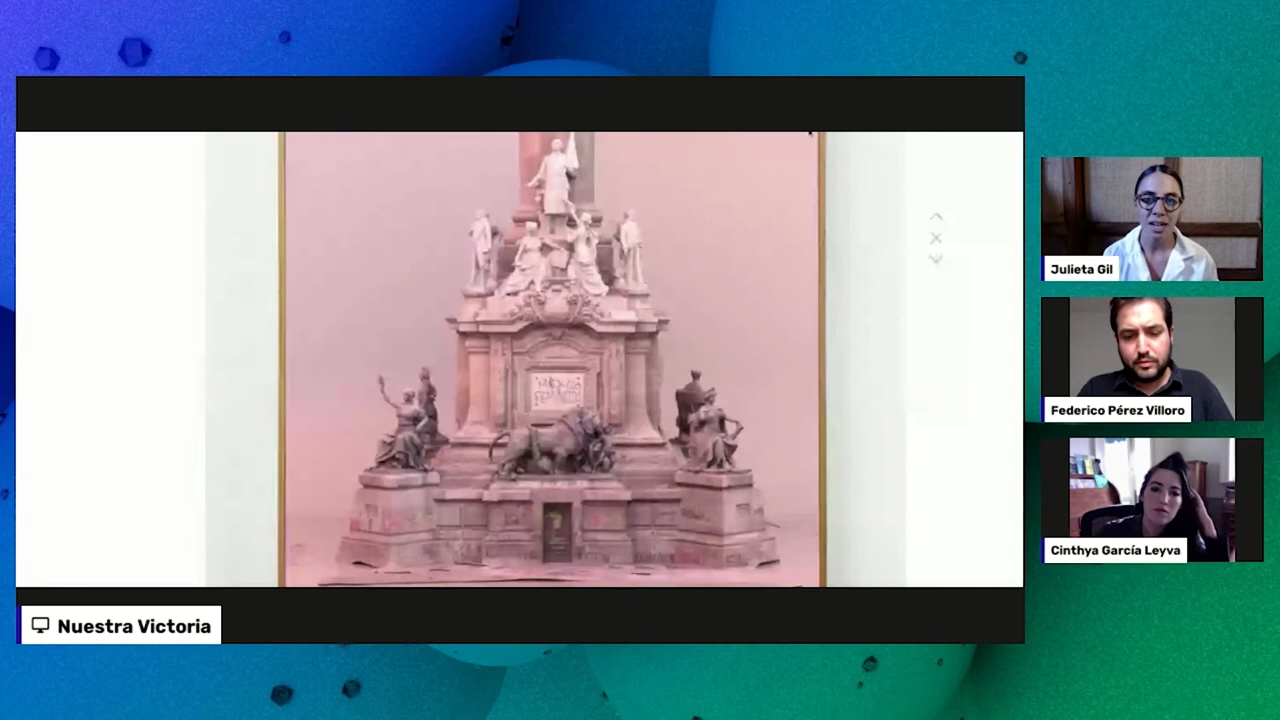 Julieta Gil
Federico Pérez Villoro
Cinthya García Leyva
Nuestra Victoria